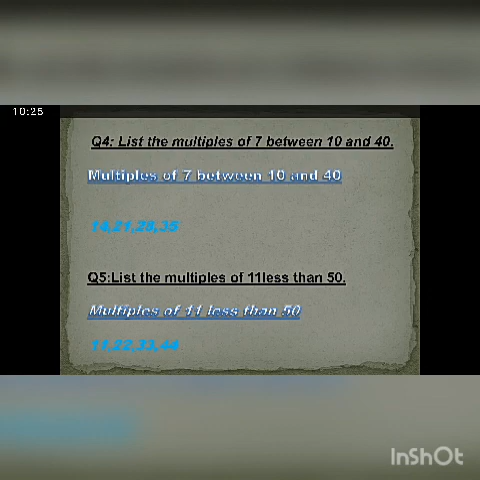 10:25
Q4: List the multiples of 7 between 10 and 40.
Multiples of 7 between 10 and 40
14,21,28,35
Q5:List the multiples of 11less than 50.
Multiples of 11 less than 50
11,22,33,44
InShOt